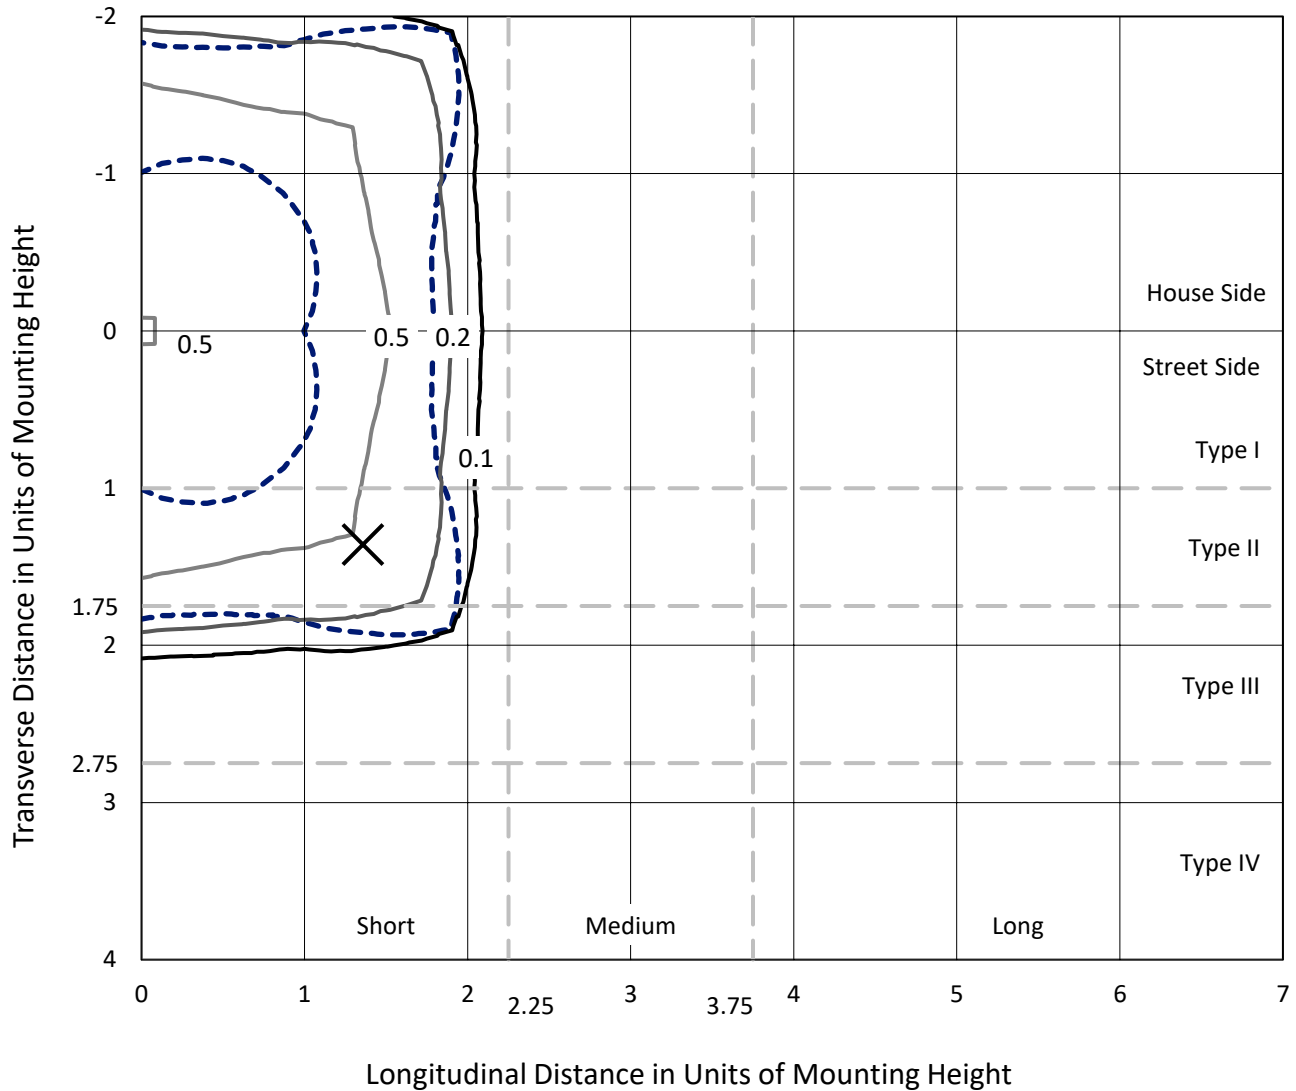 -2
-1
House Side
0
0.5
0.5
0.2
Street Side
Type I
0.1
1
Type II
1.75
2
Type III
2.75
3
Type IV
Short
Medium
Long
4
0
1
2
2.25
3
3.75
4
5
6
7
Transverse Distance in Units of Mounting Height
Longitudinal Distance in Units of Mounting Height